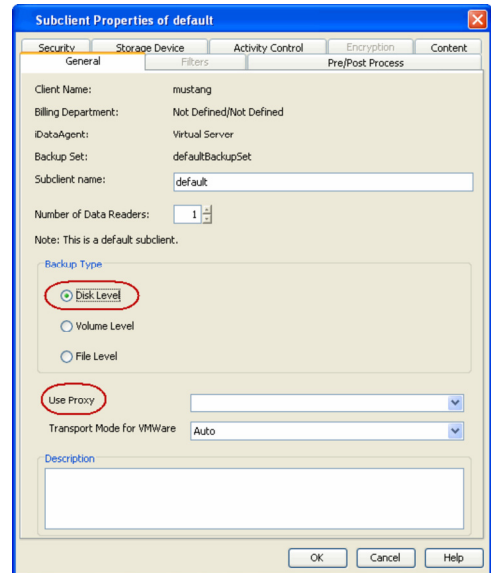 Subclient Properties of default
Security Storage Device Activity Control Encryption Content
General Filters Pre/Post Process
Client Name: mustang
Billing Department: Not Defined/Not Defined
iDataAgent: Virtual Server
Backup Set: defaultBackupSet
Subclient name: default
Number of Data Readers: 1
Note: This is a default subclient.
Backup Type
Disk Level
Volume Level
File Level
Use Proxy
Transport Mode for VMWare Auto
Description
OK Cancel Help